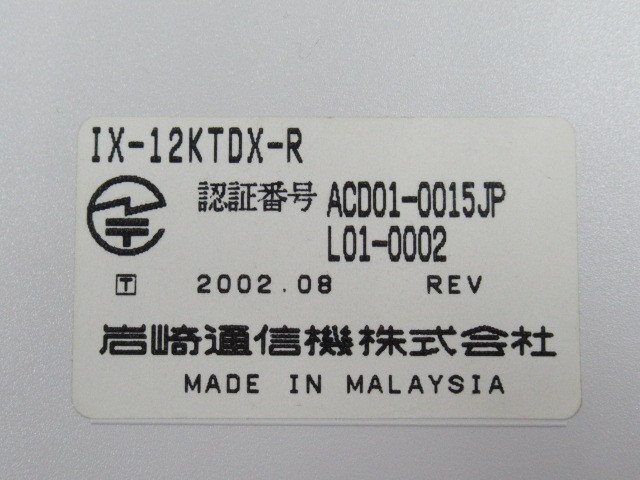 IX-12KTDX-R
認証番号 ACD01-0015JP
L01-0002
T 2002.08 REV
岩崎通信機株式会社
MADE IN MALAYSIA